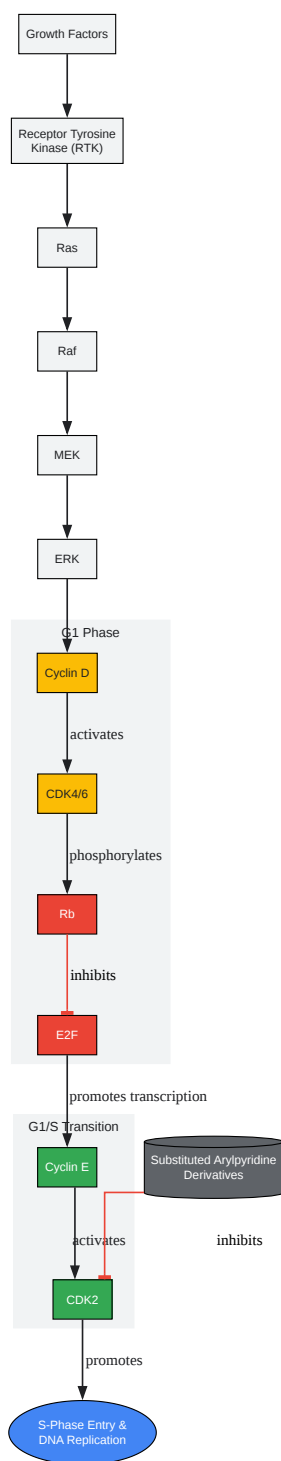 Growth Factors
Receptor Tyrosine
Kinase (RTK)
Ras
Raf
MEK
ERK
G1 Phase
Cyclin D
activates
CDK4/6
phosphorylates
Rb
inhibits
E2F
promotes transcription
G1/S Transition
Cyclin E
Substituted Arylpyridine
Derivatives
activates
inhibits
CDK2
promotes
S-Phase Entry &
DNA Replication